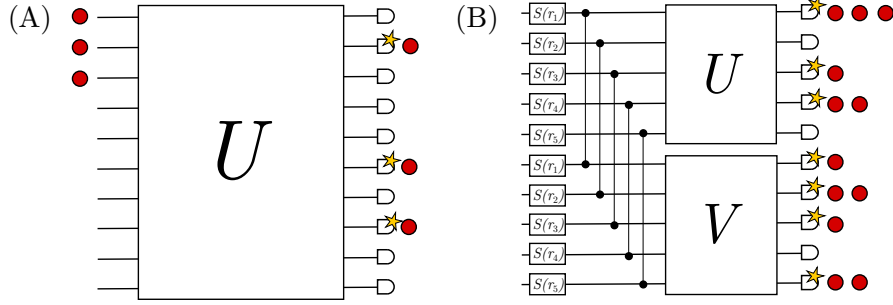 (A)
U
(B)
S(r₁)
S(r₂)
S(r₃)
S(r₄)
S(r₅)
S(r₁)
S(r₂)
S(r₃)
S(r₄)
S(r₅)
U
V